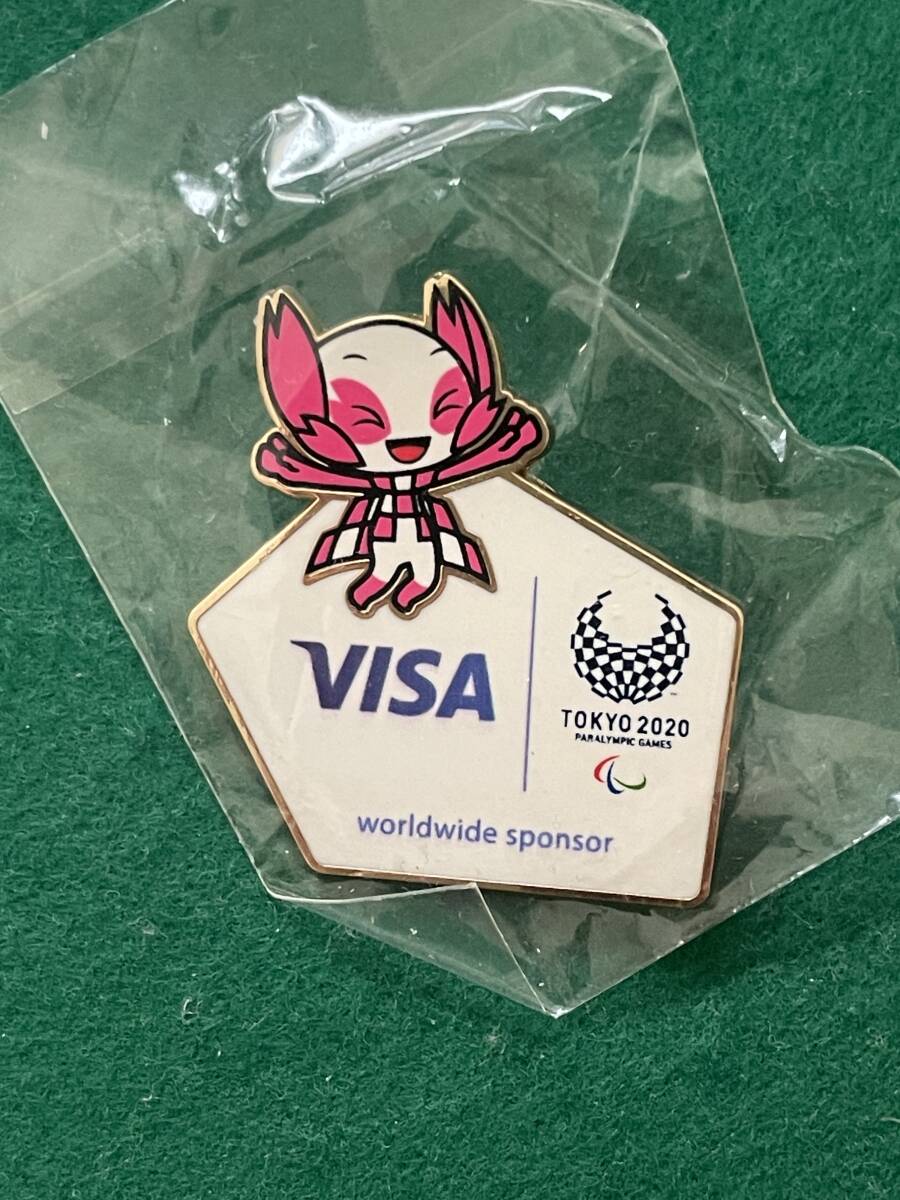 VISA
TOKYO 2020
PARALYMPIC GAMES
worldwide sponsor